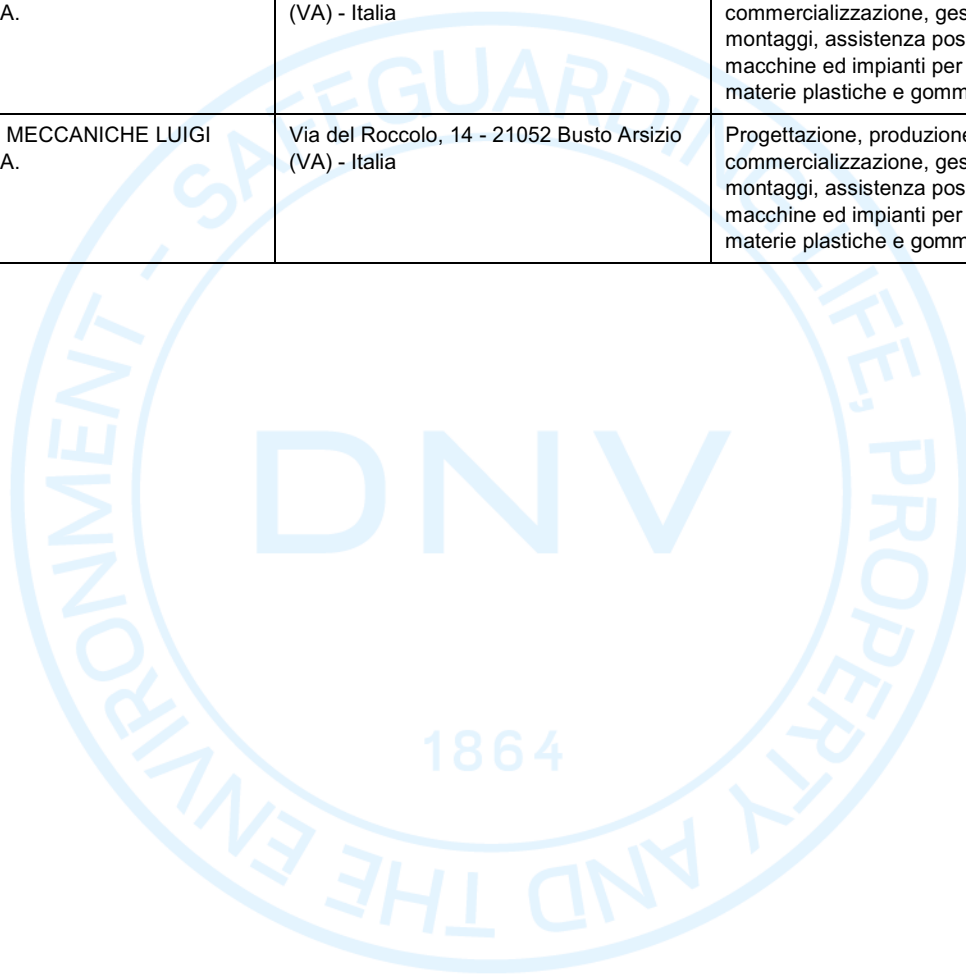 A.
(VA) - Italia
commercializzazione, ges
montaggi, assistenza pos
macchine ed impianti per
materie plastiche e gomm
MECCANICHE LUIGI
A.
Via del Roccolo, 14 - 21052 Busto Arsizio
(VA) - Italia
Progettazione, produzione
commercializzazione, ges
montaggi, assistenza pos
macchine ed impianti per
materie plastiche e gomm
SAFEGUARDING LIFE, PROPERTY AND THE ENVIRONMENT -
DNV
1864